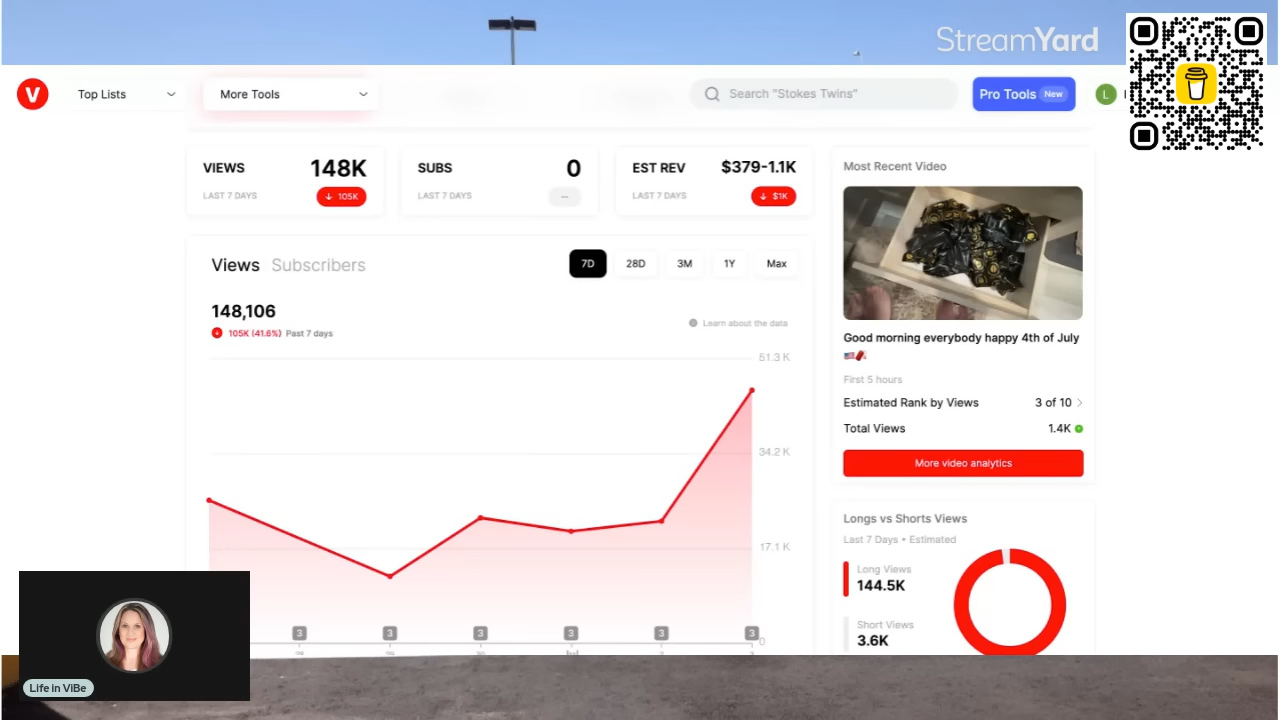 StreamYard
V
Top Lists
More Tools
Search "Stokes Twins"
Pro Tools New
L
VIEWS 148K
LAST 7 DAYS 105K
SUBS 0
LAST 7 DAYS --
EST REV $379-1.1K
LAST 7 DAYS $1K
Views Subscribers
7D 28D 3M 1Y Max
148,106
105K (41.6%) Past 7 days
Learn about the data
51.3 K
34.2 K
17.1 K
0
3 3 3 3 3 3
Most Recent Video
Good morning everybody happy 4th of July
🇺🇸🧨
First 5 hours
Estimated Rank by Views 3 of 10
Total Views 1.4K
More video analytics
Longs vs Shorts Views
Last 7 Days • Estimated
Long Views
144.5K
Short Views
3.6K
Life in ViBe